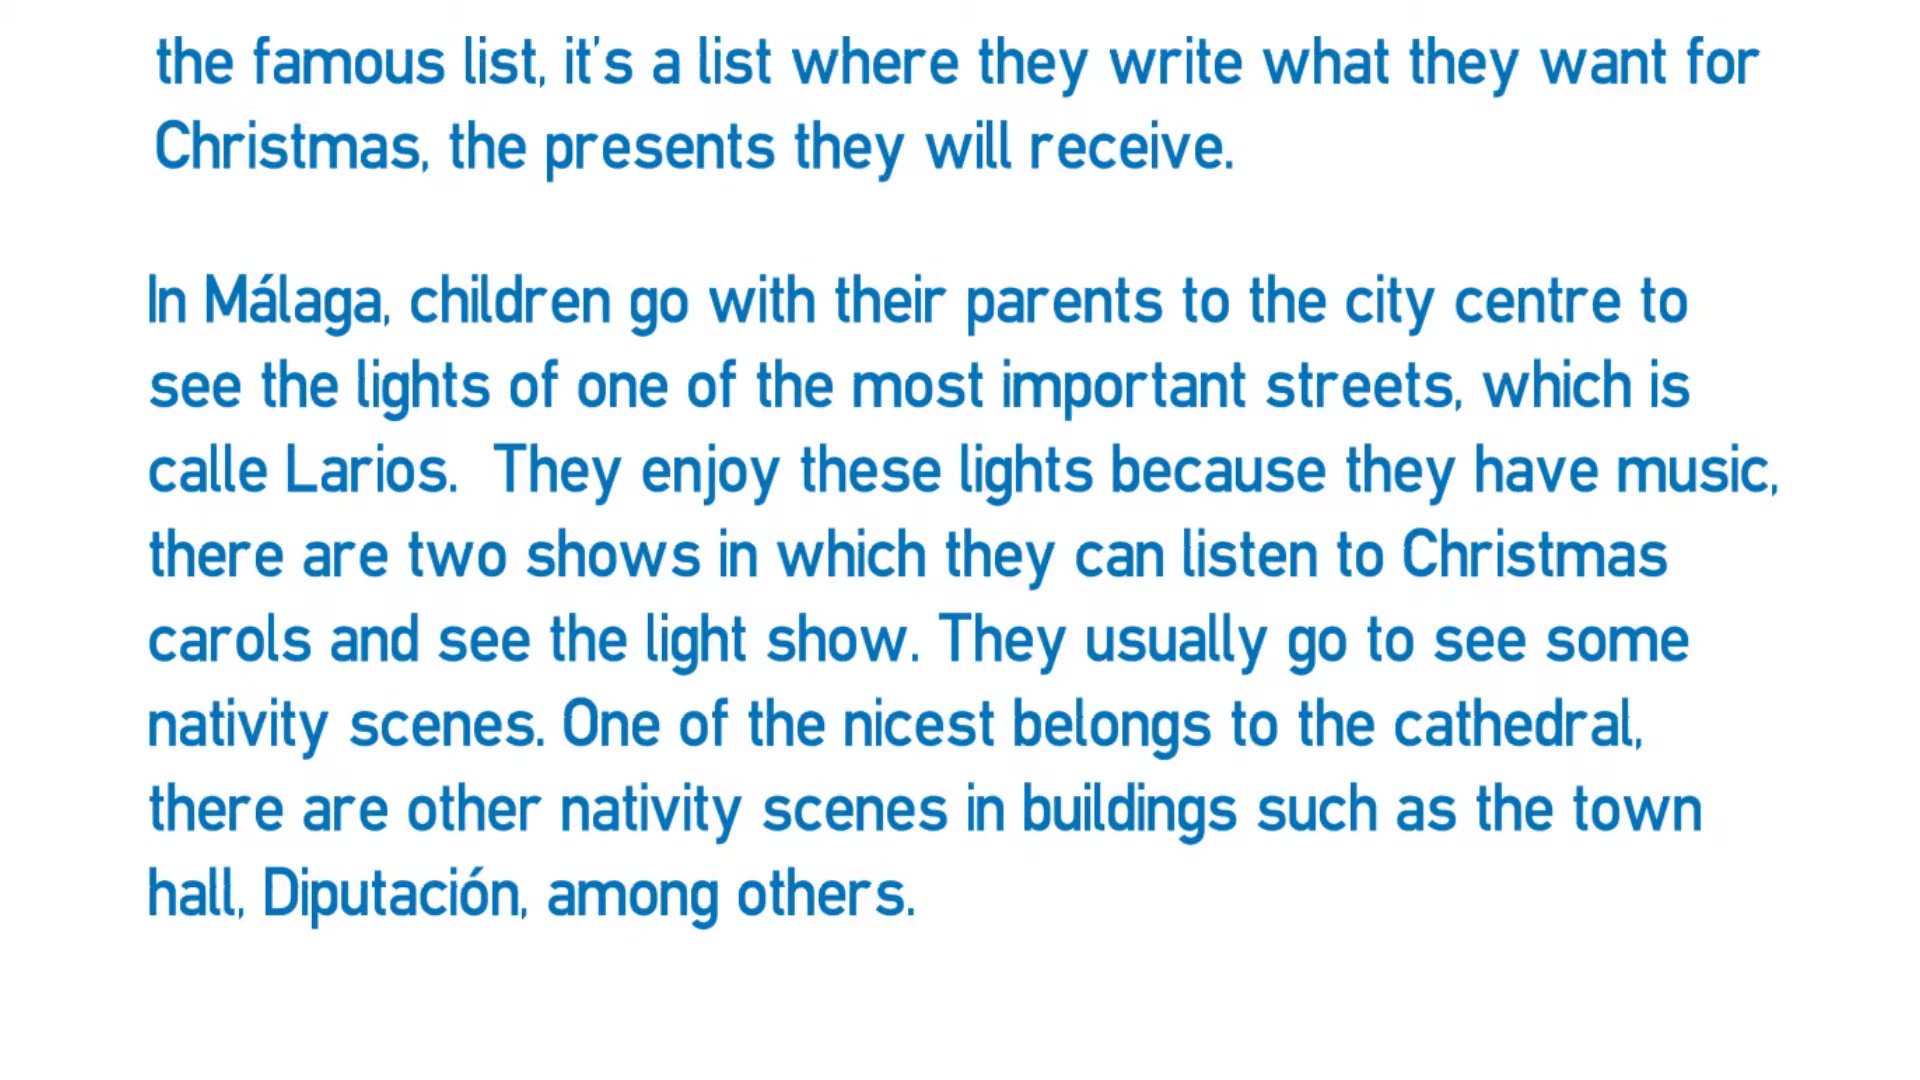 the famous list, it's a list where they write what they want for
Christmas, the presents they will receive.
In Málaga, children go with their parents to the city centre to
see the lights of one of the most important streets, which is
calle Larios.  They enjoy these lights because they have music,
there are two shows in which they can listen to Christmas
carols and see the light show. They usually go to see some
nativity scenes. One of the nicest belongs to the cathedral,
there are other nativity scenes in buildings such as the town
hall, Diputación, among others.